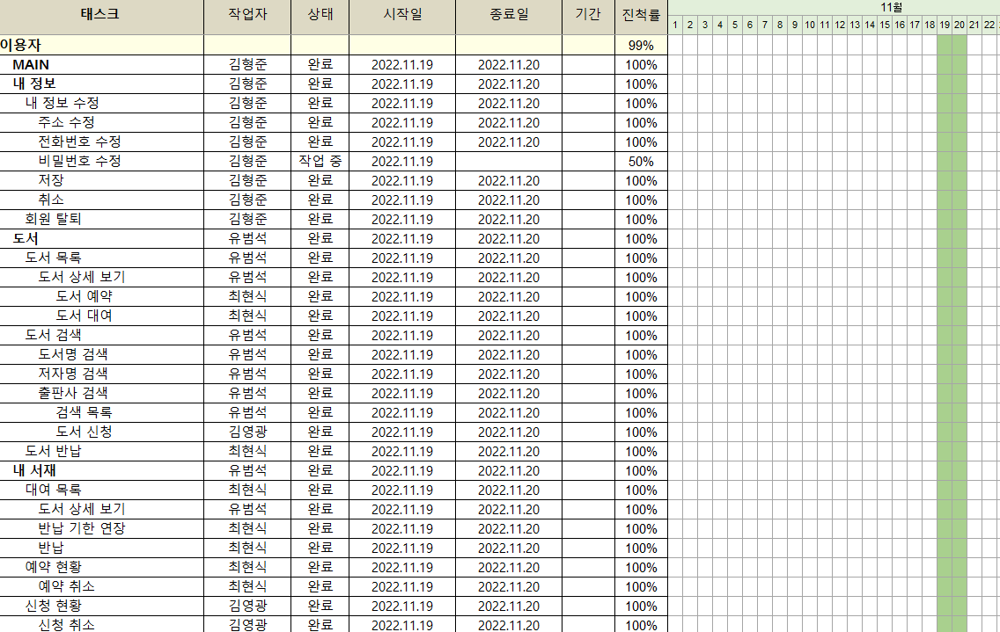 태스크 작업자 상태 시작일 종료일 기간 진척률 11월
1 2 3 4 5 6 7 8 9 10 11 12 13 14 15 16 17 18 19 20 21 22
이용자 99%
MAIN 김형준 완료 2022.11.19 2022.11.20 100%
내 정보 김형준 완료 2022.11.19 2022.11.20 100%
내 정보 수정 김형준 완료 2022.11.19 2022.11.20 100%
주소 수정 김형준 완료 2022.11.19 2022.11.20 100%
전화번호 수정 김형준 완료 2022.11.19 2022.11.20 100%
비밀번호 수정 김형준 작업 중 2022.11.19 50%
저장 김형준 완료 2022.11.19 2022.11.20 100%
취소 김형준 완료 2022.11.19 2022.11.20 100%
회원 탈퇴 김형준 완료 2022.11.19 2022.11.20 100%
도서 유범석 완료 2022.11.19 2022.11.20 100%
도서 목록 유범석 완료 2022.11.19 2022.11.20 100%
도서 상세 보기 유범석 완료 2022.11.19 2022.11.20 100%
도서 예약 최현식 완료 2022.11.19 2022.11.20 100%
도서 대여 최현식 완료 2022.11.19 2022.11.20 100%
도서 검색 유범석 완료 2022.11.19 2022.11.20 100%
도서명 검색 유범석 완료 2022.11.19 2022.11.20 100%
저자명 검색 유범석 완료 2022.11.19 2022.11.20 100%
출판사 검색 유범석 완료 2022.11.19 2022.11.20 100%
검색 목록 유범석 완료 2022.11.19 2022.11.20 100%
도서 신청 김영광 완료 2022.11.19 2022.11.20 100%
도서 반납 최현식 완료 2022.11.19 2022.11.20 100%
내 서재 유범석 완료 2022.11.19 2022.11.20 100%
대여 목록 최현식 완료 2022.11.19 2022.11.20 100%
도서 상세 보기 유범석 완료 2022.11.19 2022.11.20 100%
반납 기한 연장 최현식 완료 2022.11.19 2022.11.20 100%
반납 최현식 완료 2022.11.19 2022.11.20 100%
예약 현황 최현식 완료 2022.11.19 2022.11.20 100%
예약 취소 최현식 완료 2022.11.19 2022.11.20 100%
신청 현황 김영광 완료 2022.11.19 2022.11.20 100%
신청 취소 김영광 완료 2022.11.19 2022.11.20 100%